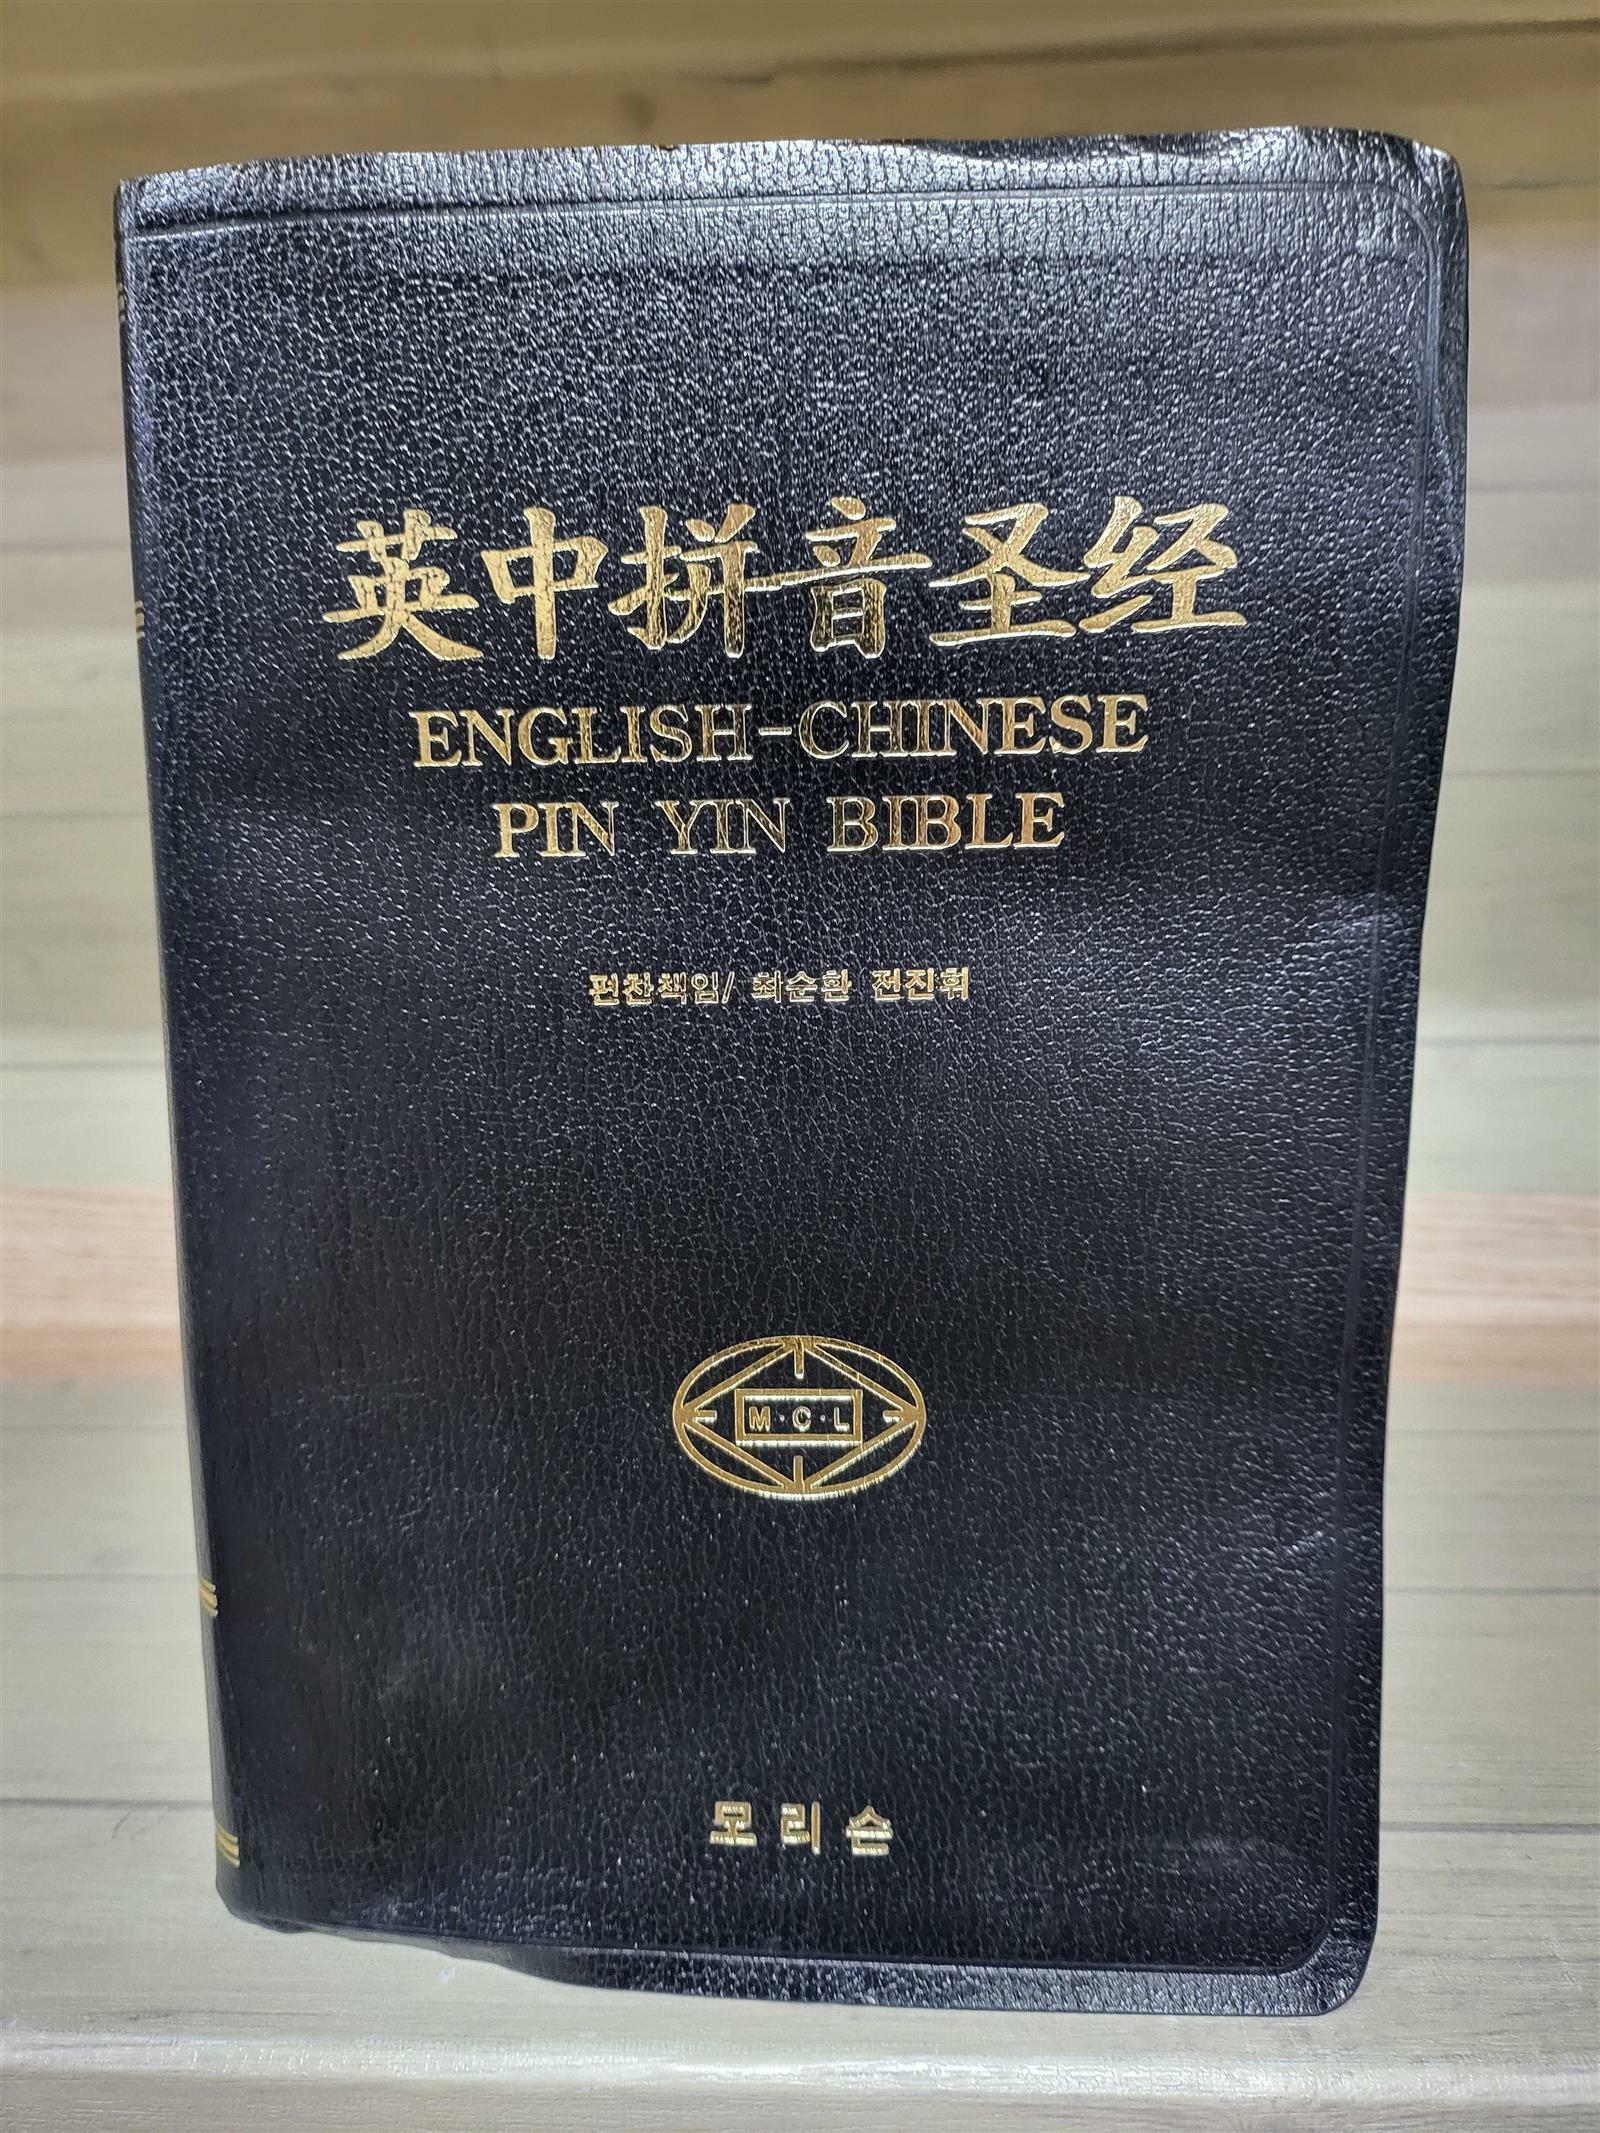 英中拼音圣经
ENGLISH-CHINESE
PIN YIN BIBLE
편찬책임/ 최순환 전진휘
M·C·L
모리슨